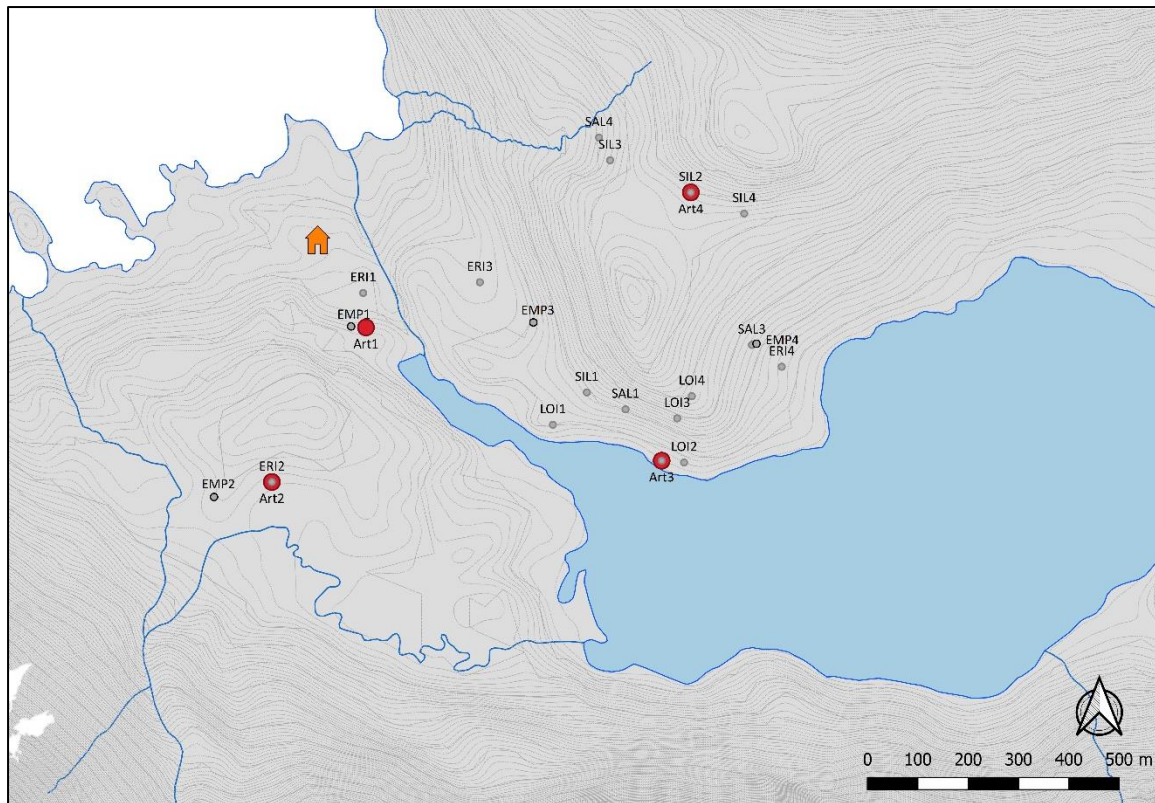 SAL4
SIL3
SIL2
Art4
SIL4
ERI3
ERI1
EMP3
EMP1
Art1
SAL3
EMP4
ERI4
SIL1
LOI4
SAL1
LOI3
LOI1
LOI2
Art3
ERI2
EMP2
Art2
0 100 200 300 400 500 m